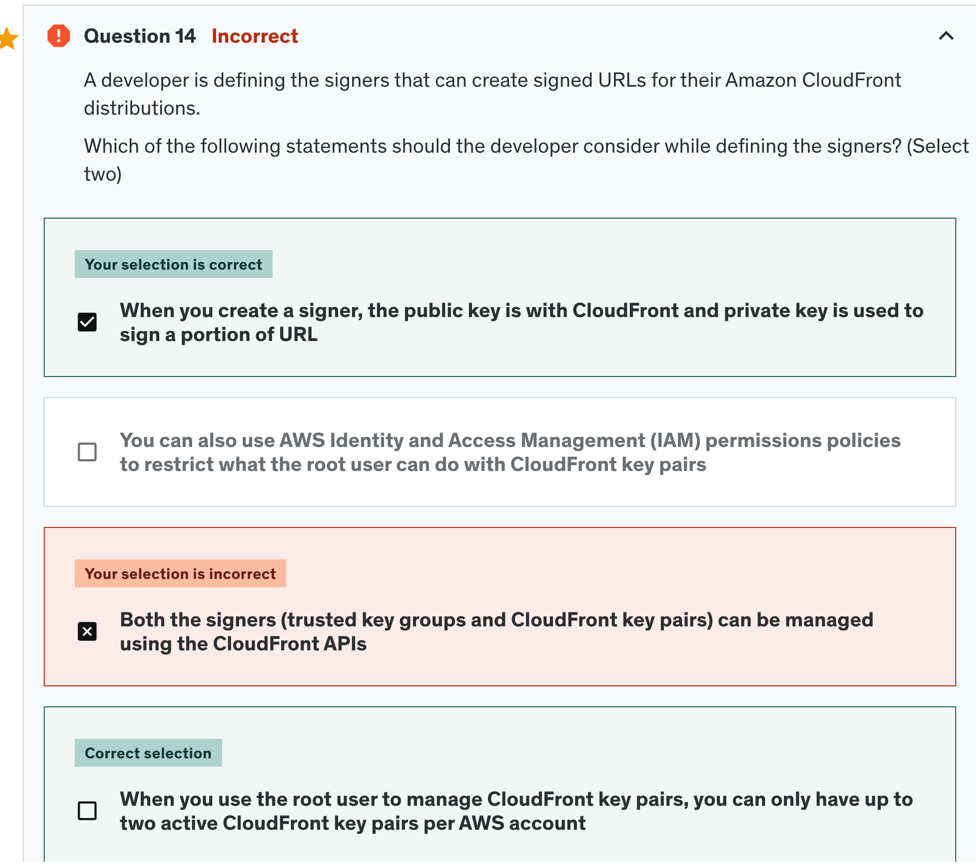 Question 14 Incorrect
A developer is defining the signers that can create signed URLs for their Amazon CloudFront
distributions.
Which of the following statements should the developer consider while defining the signers? (Select
two)
Your selection is correct
When you create a signer, the public key is with CloudFront and private key is used to
sign a portion of URL
You can also use AWS Identity and Access Management (IAM) permissions policies
to restrict what the root user can do with CloudFront key pairs
Your selection is incorrect
Both the signers (trusted key groups and CloudFront key pairs) can be managed
using the CloudFront APIs
Correct selection
When you use the root user to manage CloudFront key pairs, you can only have up to
two active CloudFront key pairs per AWS account